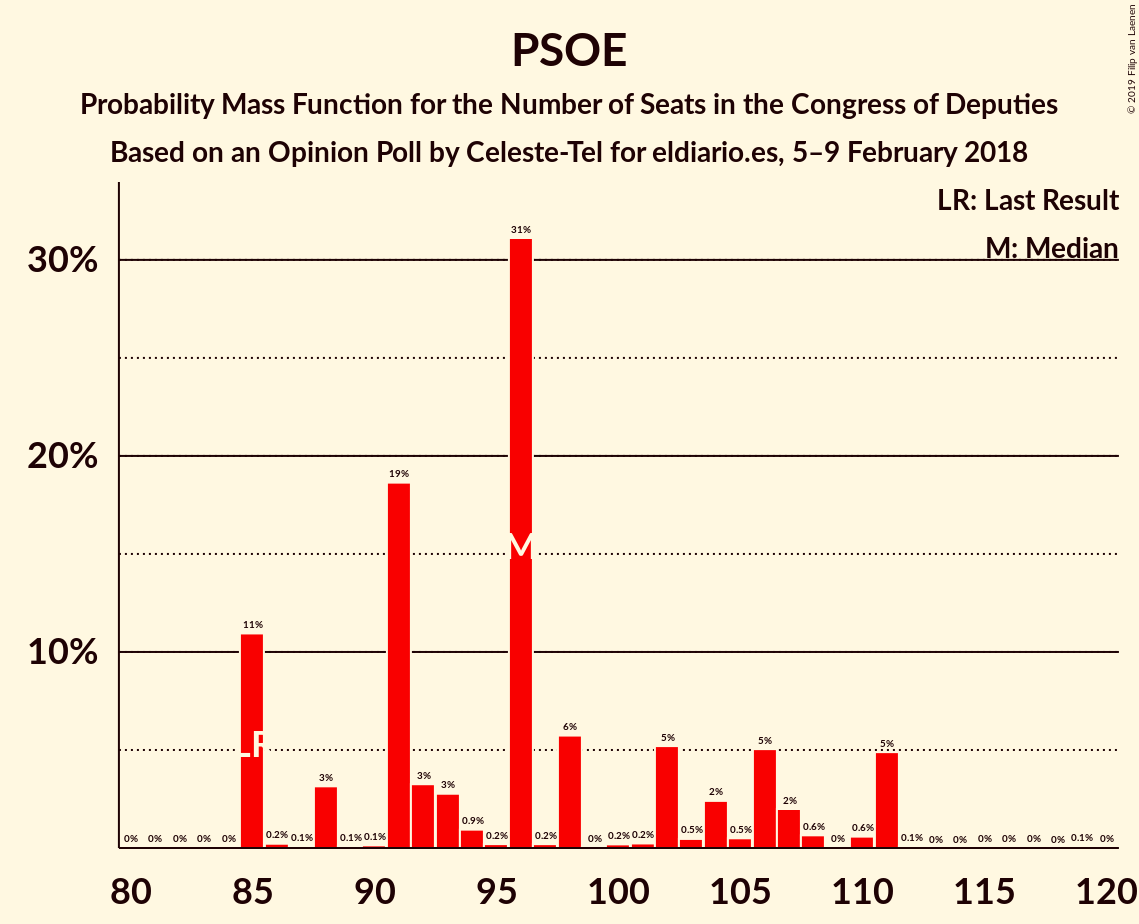 PSOE
Probability Mass Function for the Number of Seats in the Congress of Deputies
Based on an Opinion Poll by Celeste-Tel for eldiario.es, 5–9 February 2018
© 2019 Filip van Laenen
LR: Last Result
M: Median
30%
20%
10%
0% 0% 0% 0% 0% 11% 0.2% 0.1% 3% 0.1% 0.1% 19% 3% 3% 0.9% 0.2% 31% 0.2% 6% 0% 0.2% 0.2% 5% 0.5% 2% 0.5% 5% 2% 0.6% 0% 0.6% 5% 0.1% 0% 0% 0% 0% 0% 0% 0.1% 0%
LR
M
80 85 90 95 100 105 110 115 120